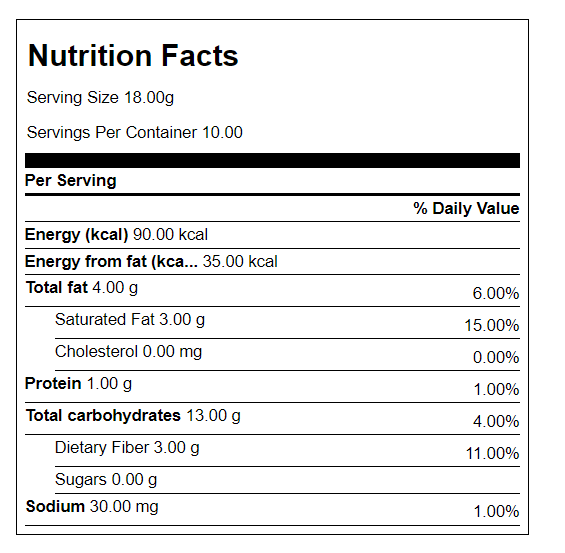 Nutrition Facts
Serving Size 18.00g
Servings Per Container 10.00
Per Serving
% Daily Value
Energy (kcal) 90.00 kcal
Energy from fat (kca... 35.00 kcal
Total fat 4.00 g 6.00%
Saturated Fat 3.00 g 15.00%
Cholesterol 0.00 mg 0.00%
Protein 1.00 g 1.00%
Total carbohydrates 13.00 g 4.00%
Dietary Fiber 3.00 g 11.00%
Sugars 0.00 g
Sodium 30.00 mg 1.00%